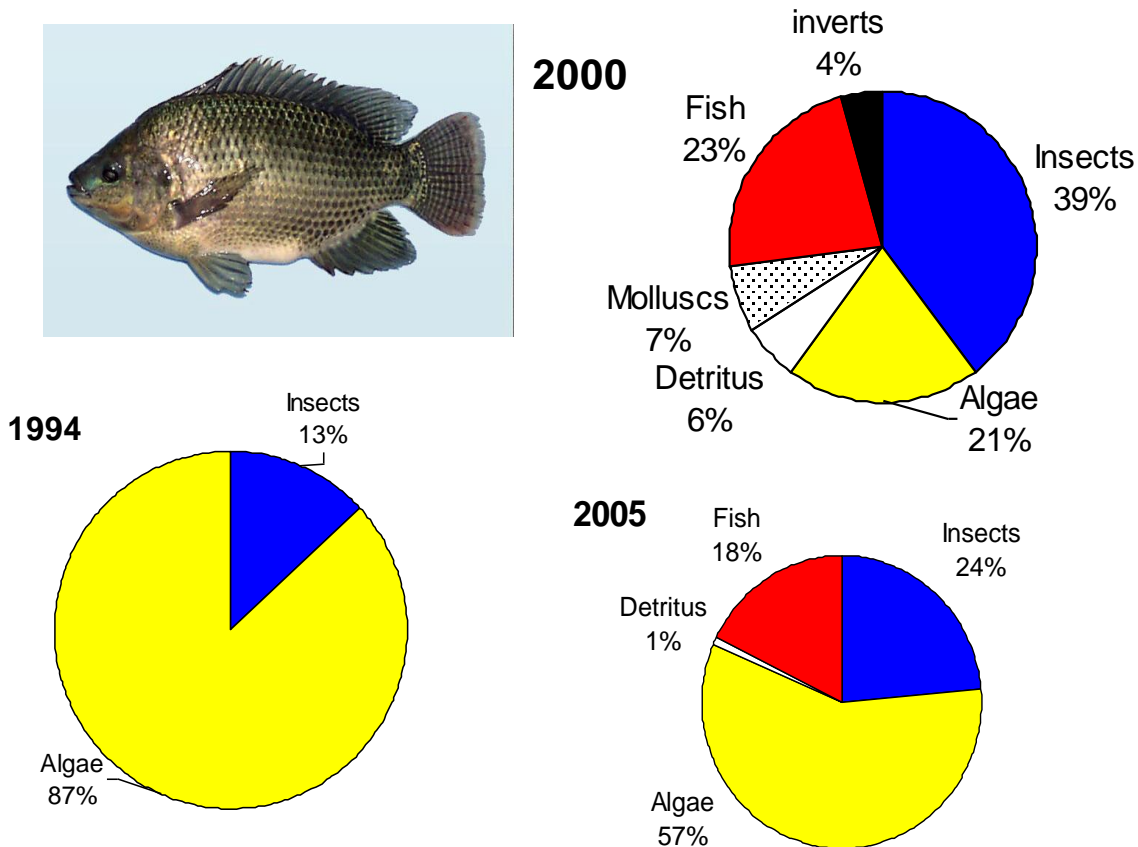 2000
inverts
4%
Fish
23%
Insects
39%
Molluscs
7%
Detritus
6%
Algae
21%
1994
Insects
13%
Algae
87%
2005
Fish
18%
Insects
24%
Detritus
1%
Algae
57%